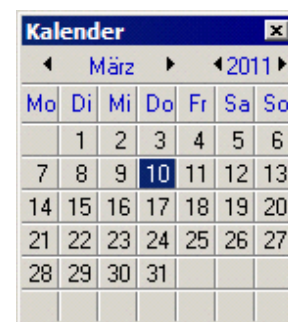 Kalender
März 2011
Mo Di Mi Do Fr Sa So
1 2 3 4 5 6
7 8 9 10 11 12 13
14 15 16 17 18 19 20
21 22 23 24 25 26 27
28 29 30 31